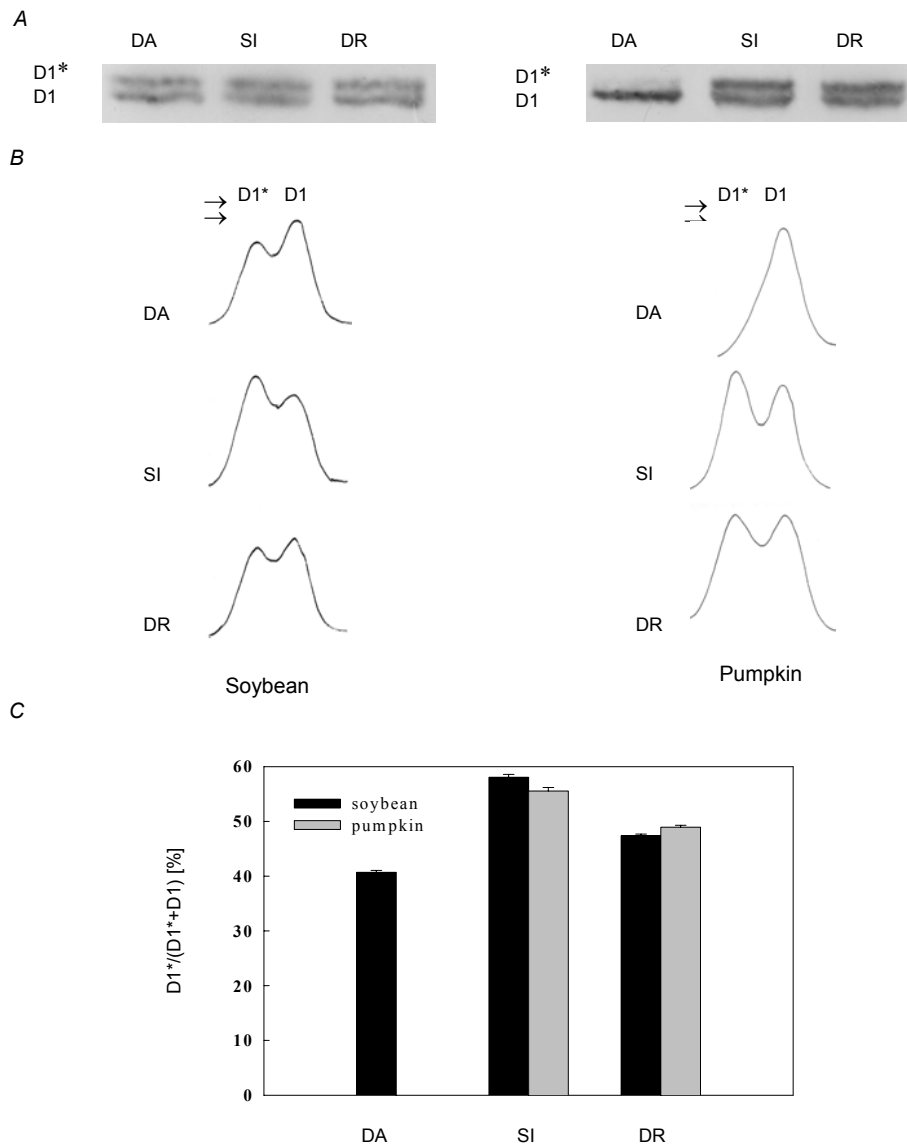 A
DA SI DR
D1*
D1
DA SI DR
D1*
D1
B
→ D1* D1
→
DA
SI
DR
Soybean
→ D1* D1
→
DA
SI
DR
Pumpkin
C
D1*/(D1*+D1) [%]
60
50
40
30
20
10
0
soybean
pumpkin
DA SI DR